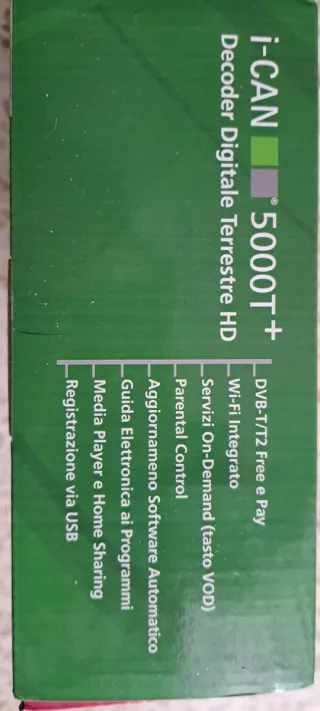 i-CAN ® 5000T+
Decoder Digitale Terrestre HD
DVB-T/T2 Free e Pay
Wi-Fi Integrato
Servizi On-Demand (tasto VOD)
Parental Control
Aggiornameno Software Automatico
Guida Elettronica ai Programmi
Media Player e Home Sharing
Registrazione via USB